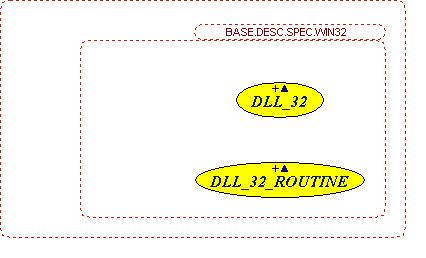 BASE.DESC.SPEC.WIN32
+▲
DLL_32
+▲
DLL_32_ROUTINE